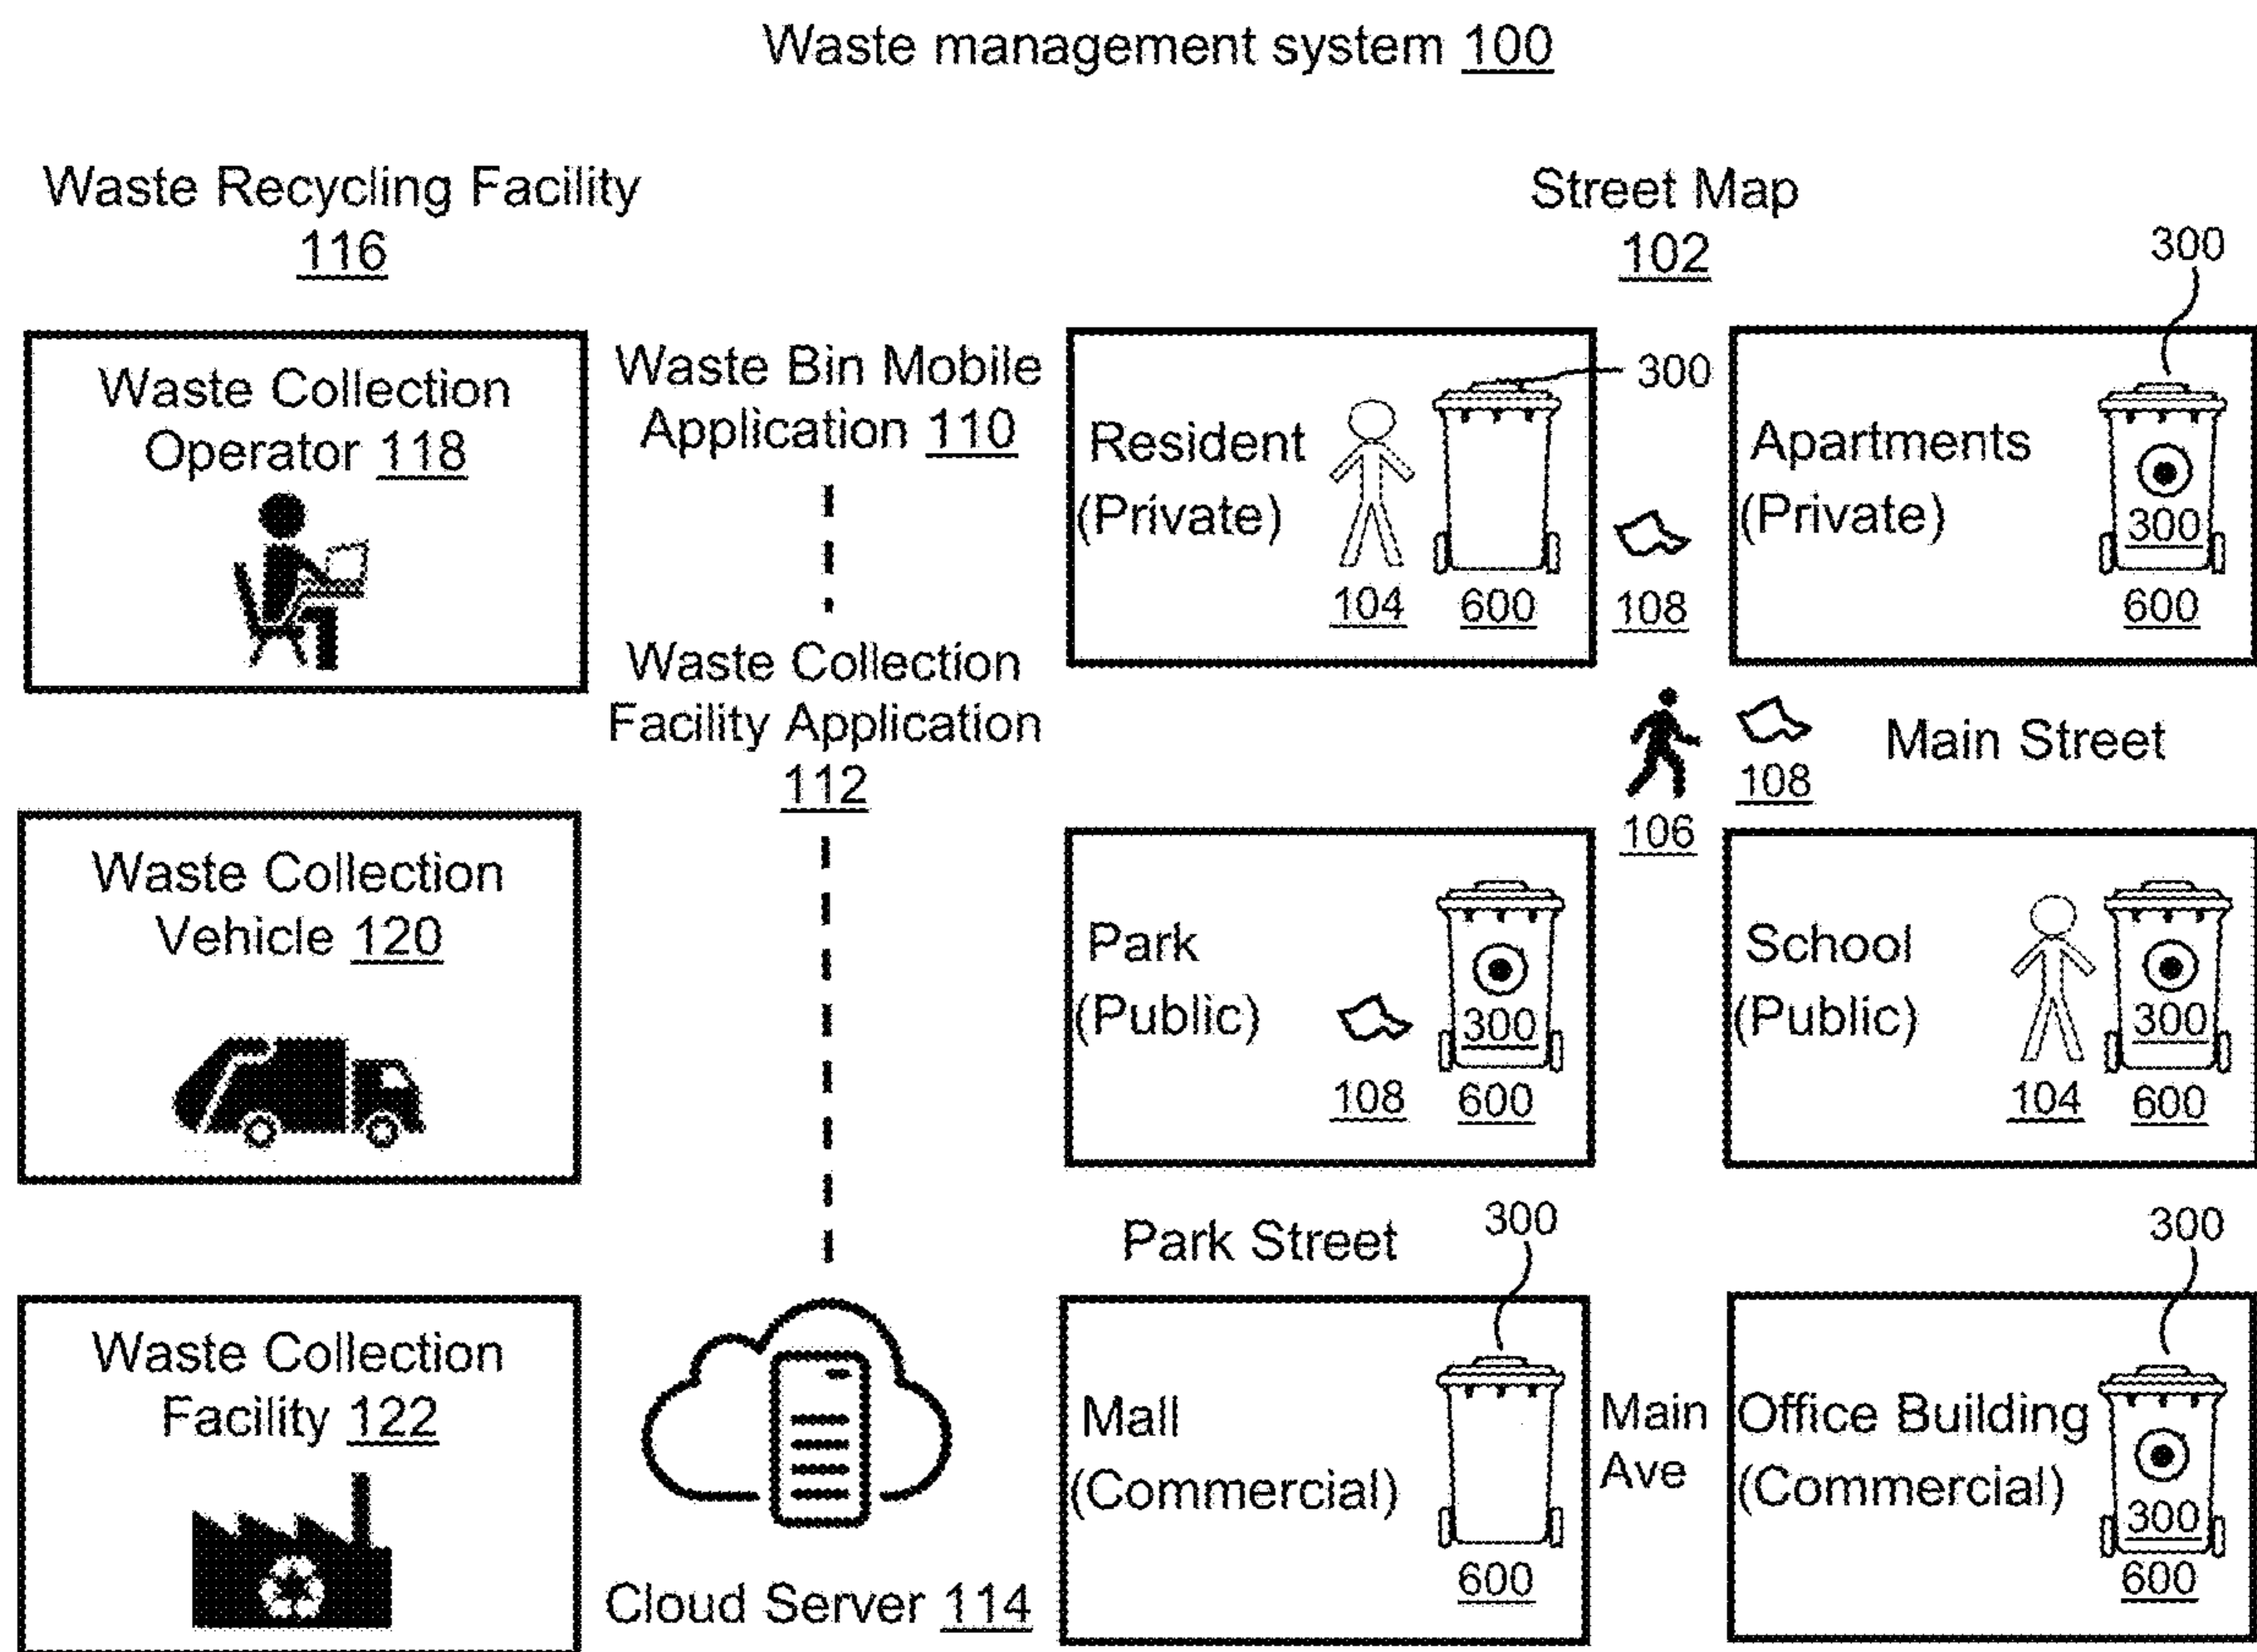 Waste management system 100
Waste Recycling Facility
116
Waste Collection
Operator 118
Waste Collection
Vehicle 120
Waste Collection
Facility 122
Waste Bin Mobile
Application 110
Waste Collection
Facility Application
112
Cloud Server 114
Street Map
102
Resident
(Private)
104
600
300
108
Apartments
(Private)
300
300
600
106
108
Main Street
Park
(Public)
108
300
600
School
(Public)
104
300
600
Park Street
300
Mall
(Commercial)
600
Main
Ave
300
Office Building
(Commercial)
300
600